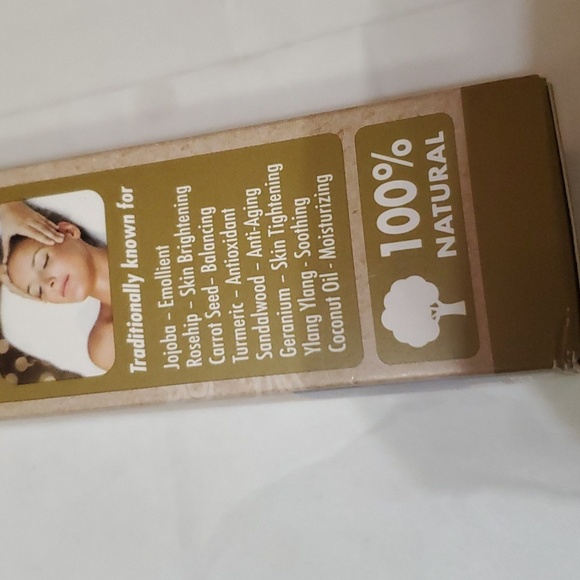 Traditionally known for
Jojoba - Emollient
Rosehip - Skin Brightening
Carrot Seed- Balancing
Turmeric - Antioxidant
Sandalwood - Anti-Aging
Geranium - Skin Tightening
Ylang Ylang - Soothing
Coconut Oil - Moisturizing
100%
NATURAL